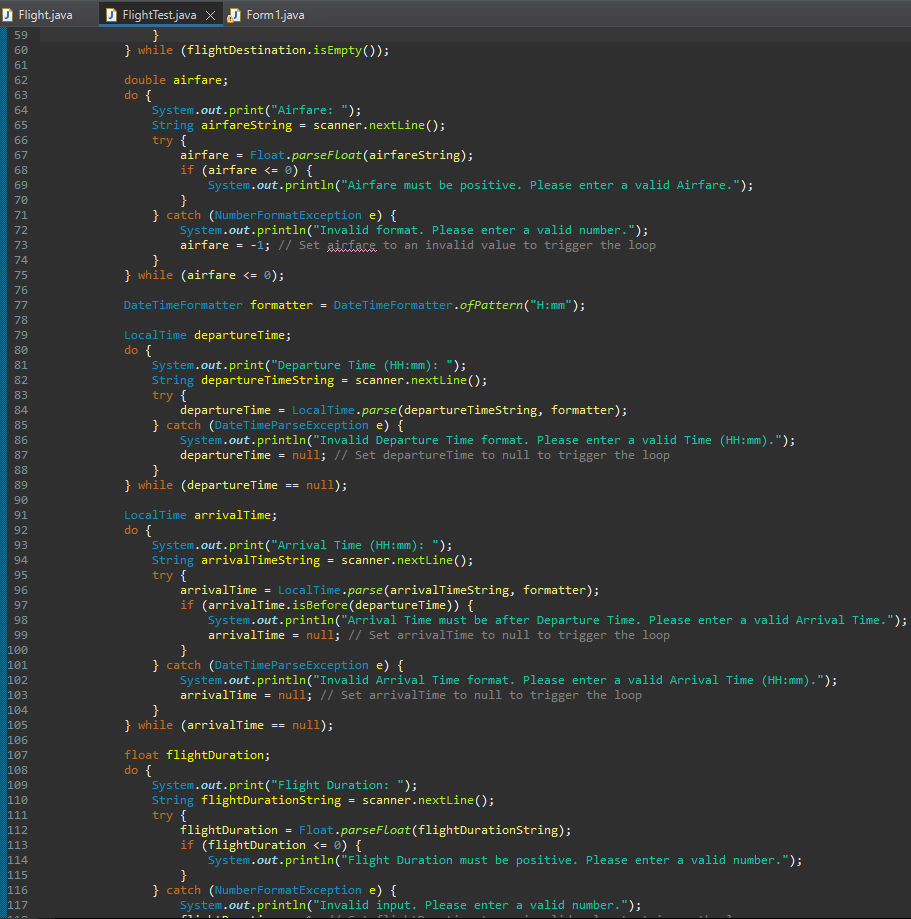 Flight.java FlightTest.java Form1.java
59 }
60 } while (flightDestination.isEmpty());
61
62 double airfare;
63 do {
64 System.out.print("Airfare: ");
65 String airfareString = scanner.nextLine();
66 try {
67 airfare = Float.parseFloat(airfareString);
68 if (airfare <= 0) {
69 System.out.println("Airfare must be positive. Please enter a valid Airfare.");
70 }
71 } catch (NumberFormatException e) {
72 System.out.println("Invalid format. Please enter a valid number.");
73 airfare = -1; // Set airfare to an invalid value to trigger the loop
74 }
75 } while (airfare <= 0);
76
77 DateTimeFormatter formatter = DateTimeFormatter.ofPattern("H:mm");
78
79 LocalTime departureTime;
80 do {
81 System.out.print("Departure Time (HH:mm): ");
82 String departureTimeString = scanner.nextLine();
83 try {
84 departureTime = LocalTime.parse(departureTimeString, formatter);
85 } catch (DateTimeParseException e) {
86 System.out.println("Invalid Departure Time format. Please enter a valid Time (HH:mm).");
87 departureTime = null; // Set departureTime to null to trigger the loop
88 }
89 } while (departureTime == null);
90
91 LocalTime arrivalTime;
92 do {
93 System.out.print("Arrival Time (HH:mm): ");
94 String arrivalTimeString = scanner.nextLine();
95 try {
96 arrivalTime = LocalTime.parse(arrivalTimeString, formatter);
97 if (arrivalTime.isBefore(departureTime)) {
98 System.out.println("Arrival Time must be after Departure Time. Please enter a valid Arrival Time.");
99 arrivalTime = null; // Set arrivalTime to null to trigger the loop
100 }
101 } catch (DateTimeParseException e) {
102 System.out.println("Invalid Arrival Time format. Please enter a valid Arrival Time (HH:mm).");
103 arrivalTime = null; // Set arrivalTime to null to trigger the loop
104 }
105 } while (arrivalTime == null);
106
107 float flightDuration;
108 do {
109 System.out.print("Flight Duration: ");
110 String flightDurationString = scanner.nextLine();
111 try {
112 flightDuration = Float.parseFloat(flightDurationString);
113 if (flightDuration <= 0) {
114 System.out.println("Flight Duration must be positive. Please enter a valid number.");
115 }
116 } catch (NumberFormatException e) {
117 System.out.println("Invalid input. Please enter a valid number.");